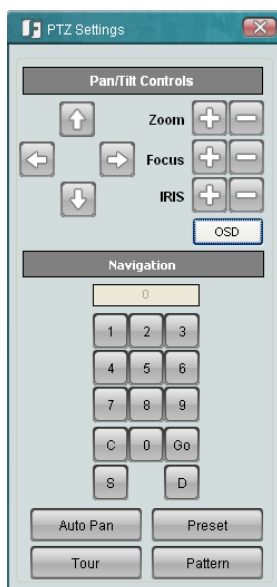 PTZ Settings
Pan/Tilt Controls
Zoom
Focus
IRIS
OSD
Navigation
0
1 2 3
4 5 6
7 8 9
C 0 Go
S D
Auto Pan Preset
Tour Pattern